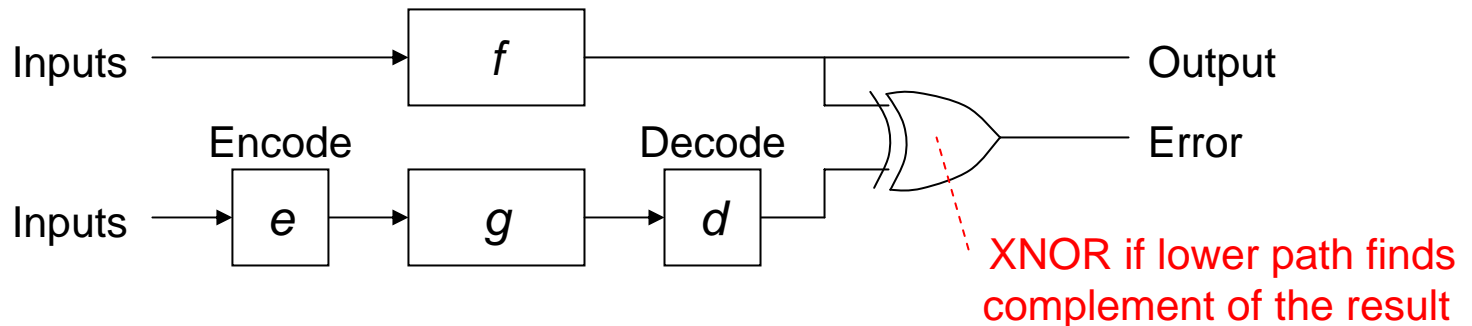 Inputs
f
Output
Encode
Decode
Error
Inputs
e
g
d
XNOR if lower path finds
complement of the result